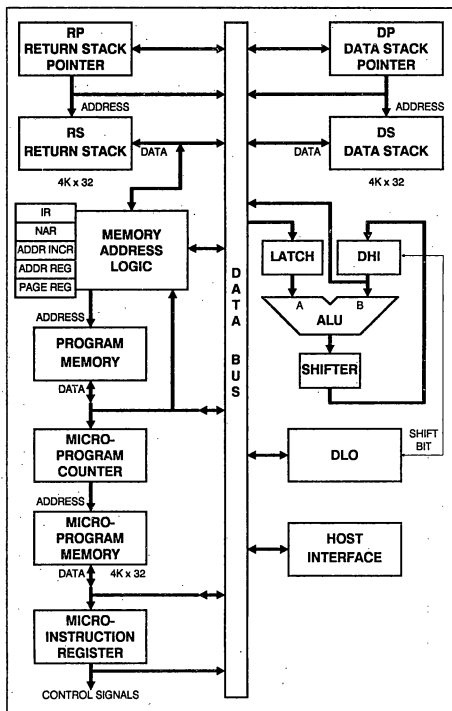 RP
RETURN STACK
POINTER
ADDRESS
RS
RETURN STACK
DATA
4K x 32
IR
NAR
ADDR INCR
ADDR REG
PAGE REG
MEMORY
ADDRESS
LOGIC
ADDRESS
PROGRAM
MEMORY
DATA
MICRO-
PROGRAM
COUNTER
ADDRESS
MICRO-
PROGRAM
MEMORY
DATA
4K x 32
MICRO-
INSTRUCTION
REGISTER
CONTROL SIGNALS
DATA BUS
DP
DATA STACK
POINTER
ADDRESS
DS
DATA STACK
DATA
4K x 32
LATCH
DHI
A
B
ALU
SHIFTER
SHIFT
BIT
DLO
HOST
INTERFACE